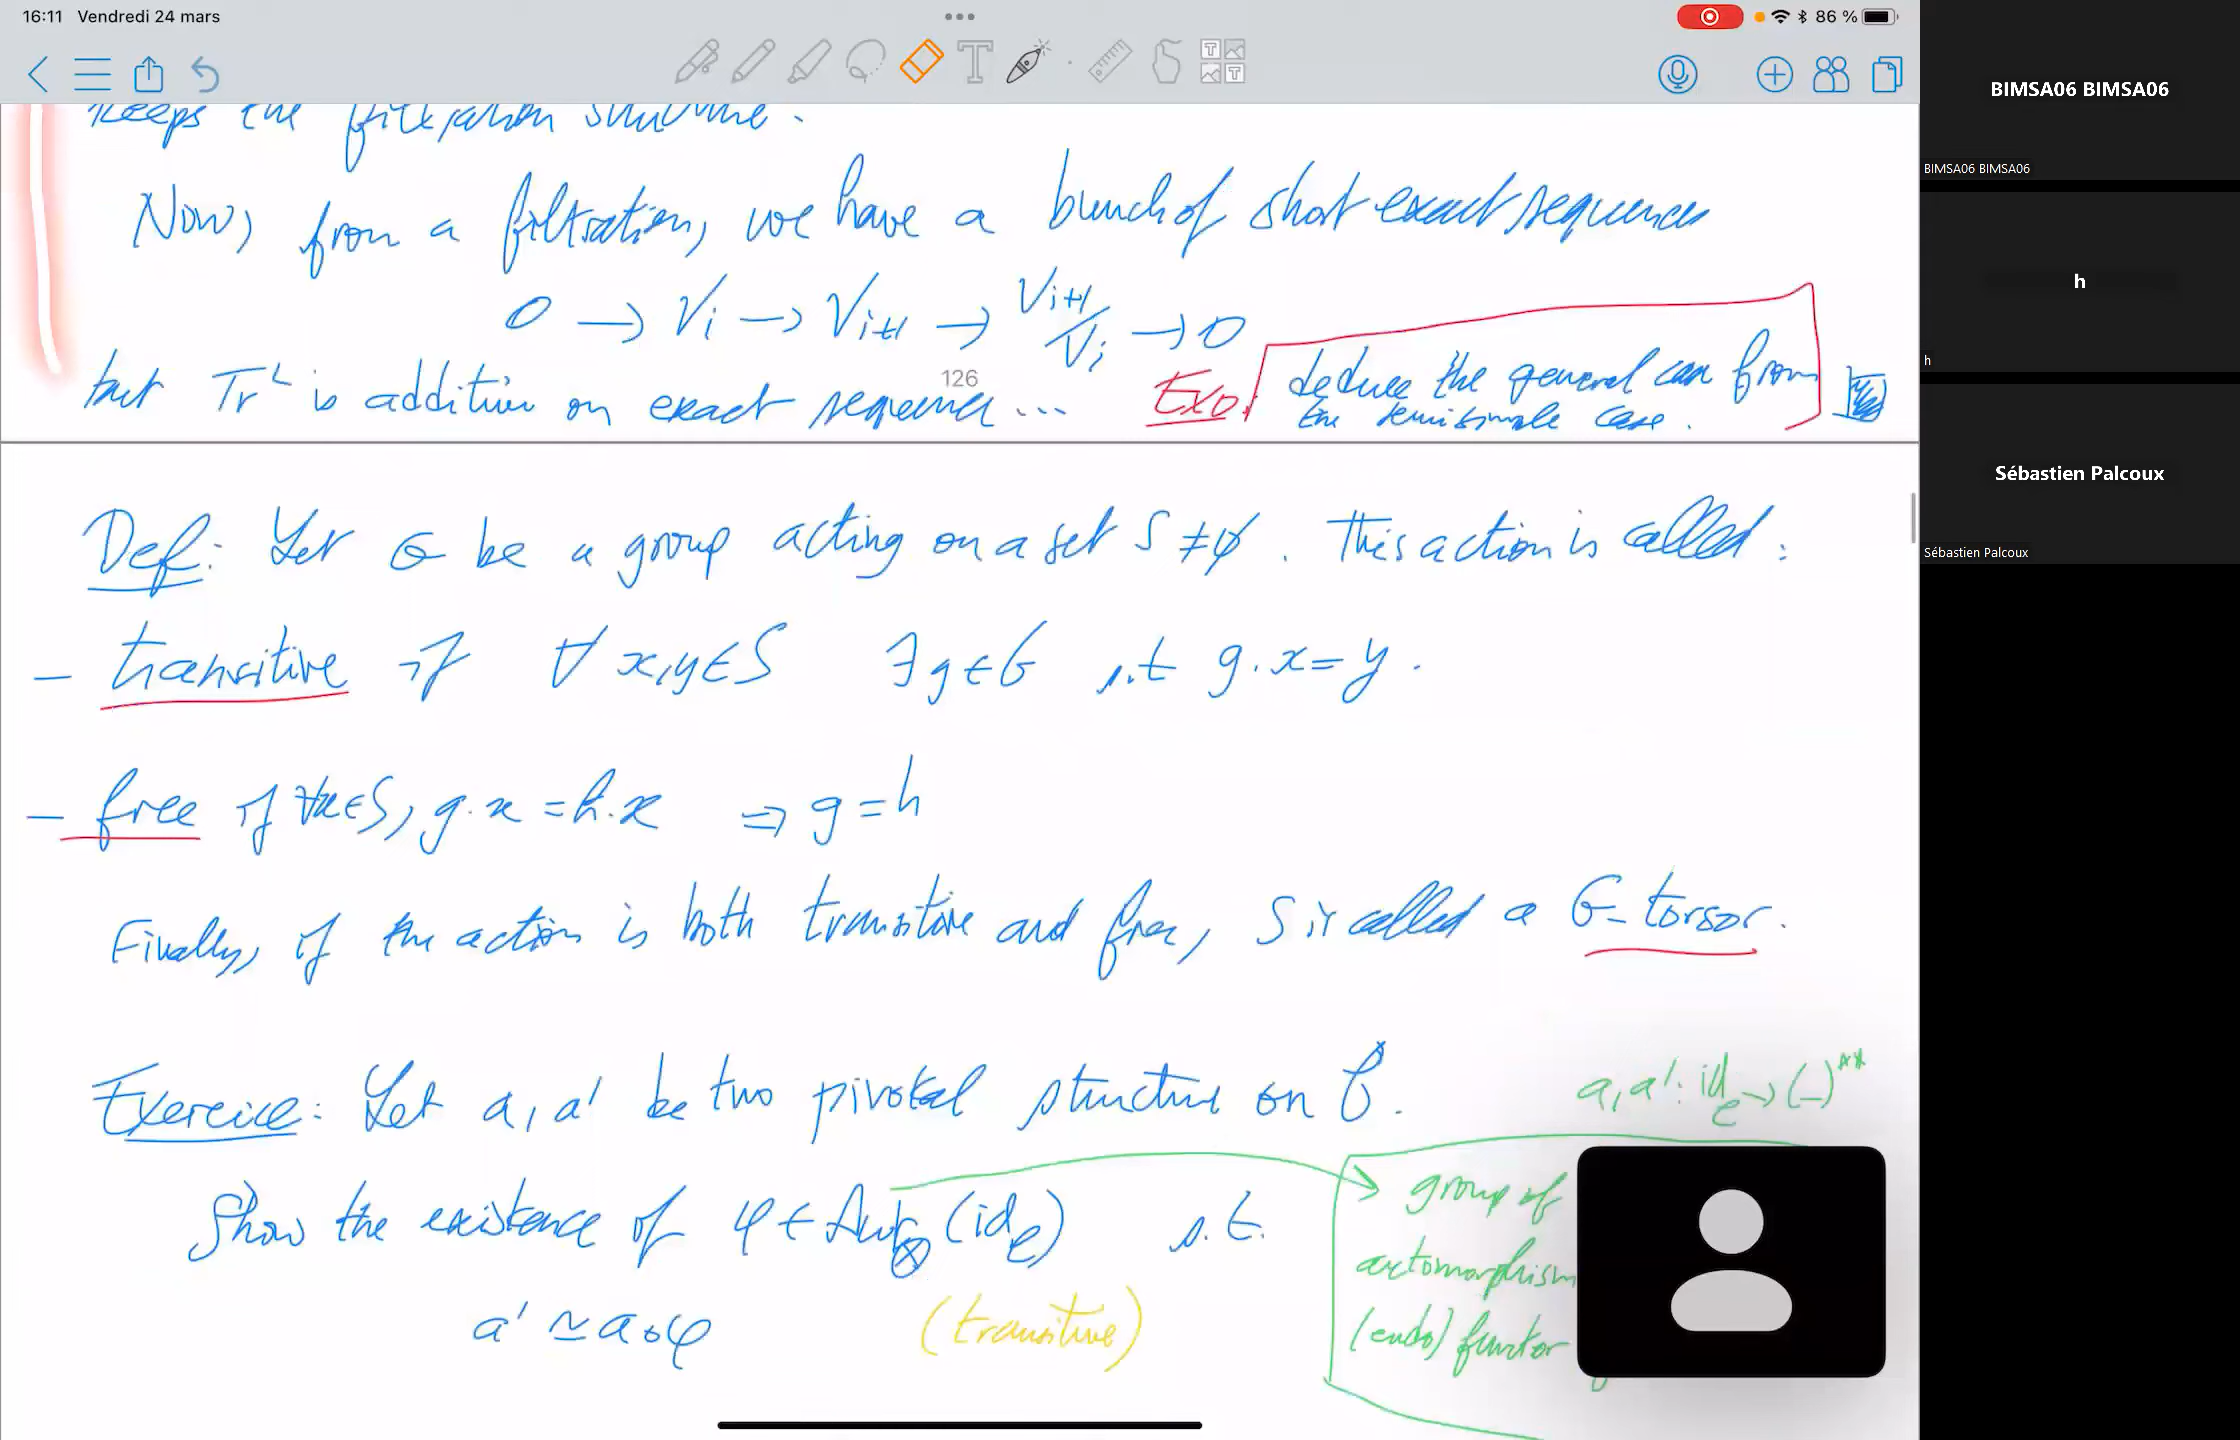 16:11 Vendredi 24 mars
86 %
keeps the filtration structure.
Now, from a filtration, we have a bunch of short exact sequences
0 → Vi → Vi+1 → Vi+1/Vi → 0
but Tr^L is additive on exact sequence ...
126
Exo. deduce the general case from
the semisimple case.
Def: Let G be a group acting on a set S ≠ ∅. This action is called:
- transitive if ∀ x,y ∈ S ∃ g ∈ G s.t g.x = y.
- free if ∀x∈S, g.x = h.x ⇒ g = h
Finally, if the action is both transitive and free, S is called a G-torsor.
Exercice: Let a, a' be two pivotal structure on C.
a, a': id_C → (_)**
Show the existence of φ ∈ Aut⊗(id_C) s.t.
a' ≃ a∘φ (transitive)
group of
automorphism
(endo) functor
BIMSA06 BIMSA06
BIMSA06 BIMSA06
h
h
Sébastien Palcoux
Sébastien Palcoux